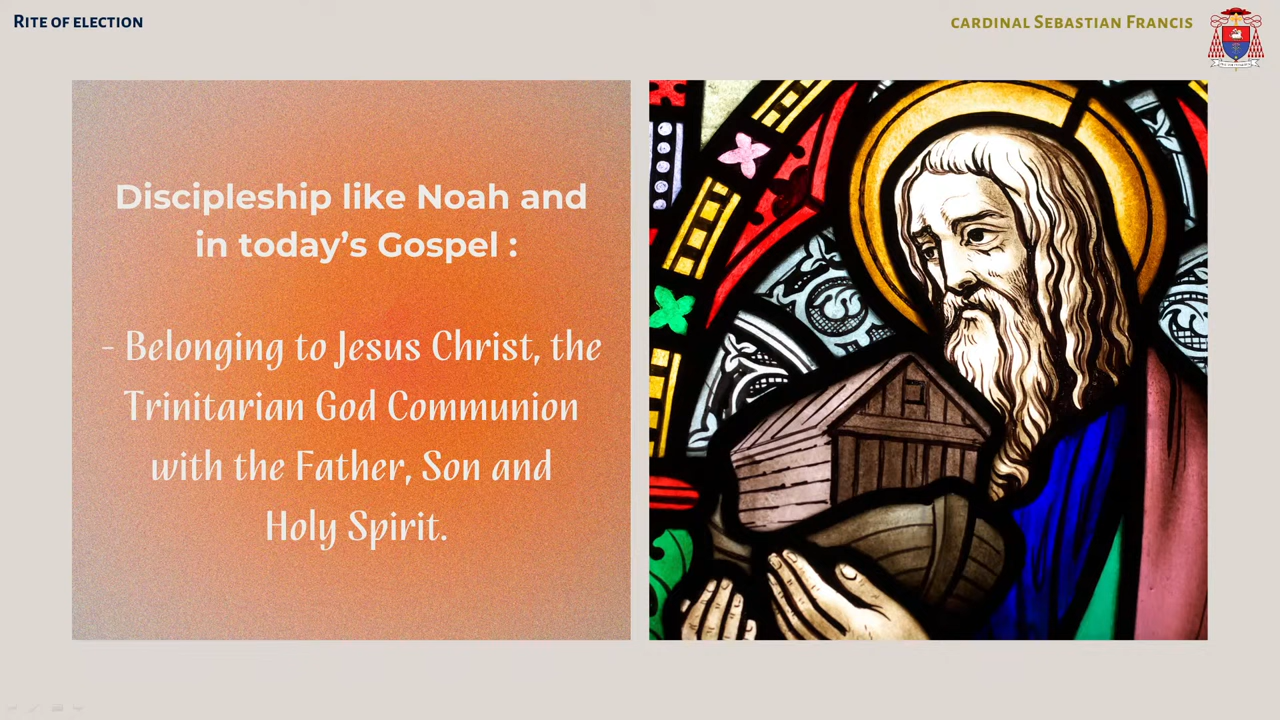 Rite of election
cardinal Sebastian Francis
Discipleship like Noah and
in today’s Gospel :
- Belonging to Jesus Christ, the
Trinitarian God Communion
with the Father, Son and
Holy Spirit.